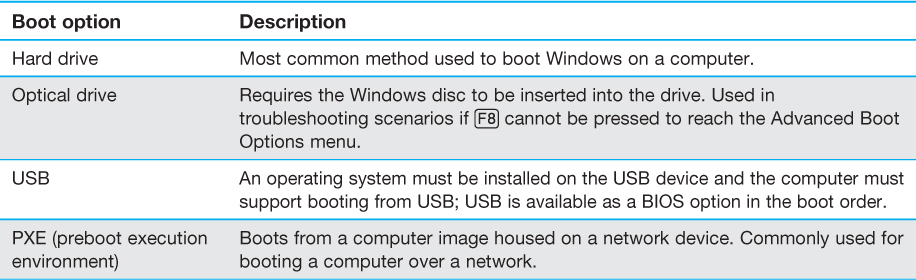 Boot option Description
Hard drive Most common method used to boot Windows on a computer.
Optical drive Requires the Windows disc to be inserted into the drive. Used in
troubleshooting scenarios if F8 cannot be pressed to reach the Advanced Boot
Options menu.
USB An operating system must be installed on the USB device and the computer must
support booting from USB; USB is available as a BIOS option in the boot order.
PXE (preboot execution Boots from a computer image housed on a network device. Commonly used for
environment) booting a computer over a network.